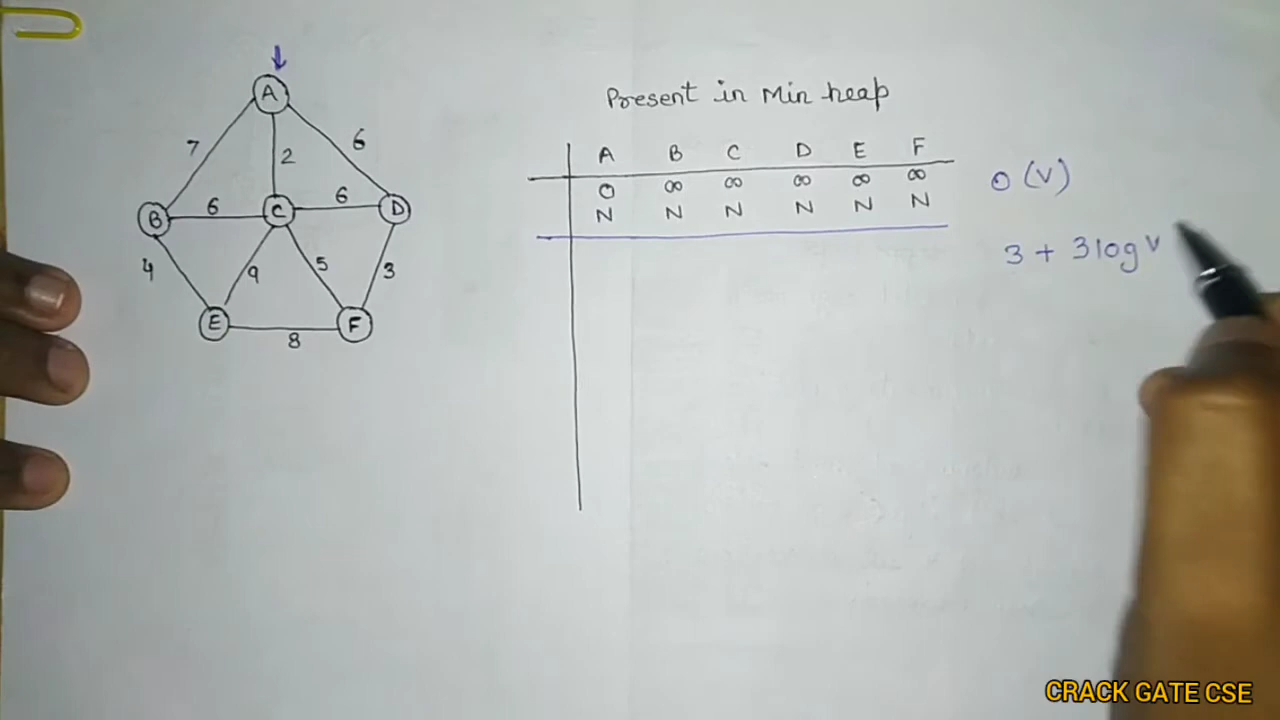 A
7
2
6
B
6
C
6
D
4
9
5
3
E
8
F
Present in Min heap
A B C D E F
0 ∞ ∞ ∞ ∞ ∞
N N N N N N
O(V)
3 + 3logV
CRACK GATE CSE